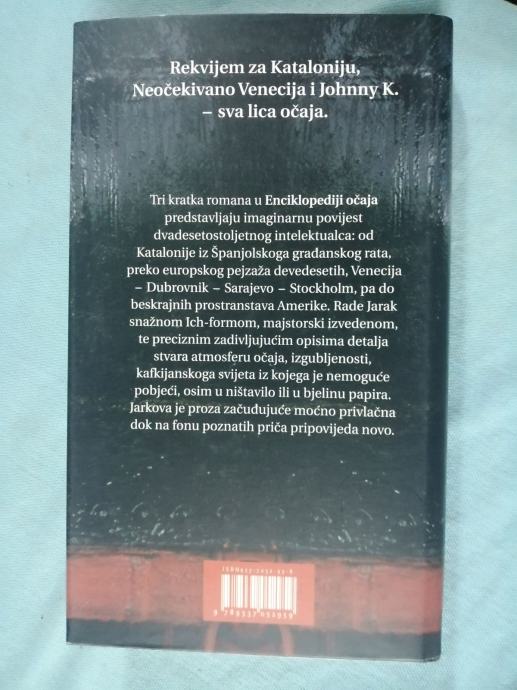 Rekvijem za Kataloniju,
Neočekivano Venecija i Johnny K.
– sva lica očaja.
Tri kratka romana u Enciklopediji očaja
predstavljaju imaginarnu povijest
dvadesetostoljetnog intelektualca: od
Katalonije iz Španjolskoga građanskog rata,
preko europskog pejzaža devedesetih, Venecija
– Dubrovnik – Sarajevo – Stockholm, pa do
beskrajnih prostranstava Amerike. Rade Jarak
snažnom Ich-formom, majstorski izvedenom,
te preciznim zadivljujućim opisima detalja
stvara atmosferu očaja, izgubljenosti,
kafkijanskoga svijeta iz kojega je nemoguće
pobjeći, osim u ništavilo ili u bjelinu papira.
Jarkova je proza začuđujuće moćno privlačna
dok na fonu poznatih priča pripovijeda novo.